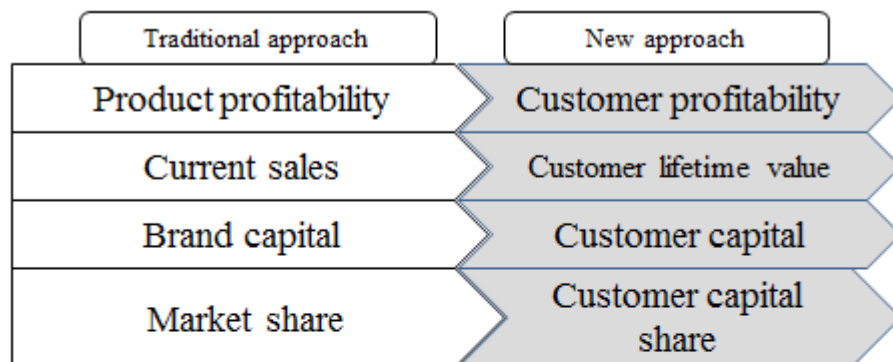 Traditional approach
New approach
Product profitability
Customer profitability
Current sales
Customer lifetime value
Brand capital
Customer capital
Market share
Customer capital
share